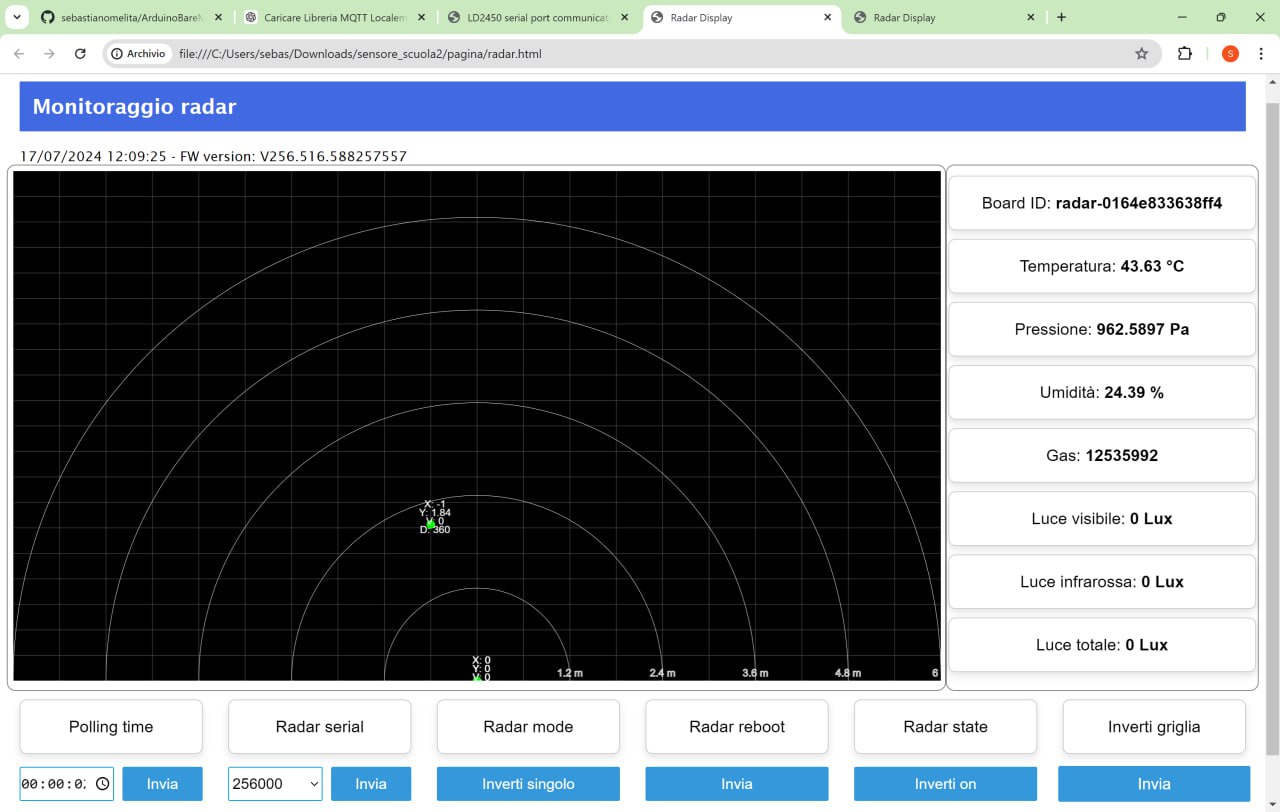 sebastianomelita/ArduinoBareM
Caricare Libreria MQTT Localem
LD2450 serial port communicat
Radar Display
Radar Display
Archivio
file:///C:/Users/sebas/Downloads/sensore_scuola2/pagina/radar.html
S
Monitoraggio radar
17/07/2024 12:09:25 - FW version: V256.516.588257557
Board ID: radar-0164e833638ff4
Temperatura: 43.63 °C
Pressione: 962.5897 Pa
Umidità: 24.39 %
Gas: 12535992
Luce visibile: 0 Lux
Luce infrarossa: 0 Lux
Luce totale: 0 Lux
X: -1
Y: 1.84
V: 0
D: 360
X: 0
Y: 0
V: 0
1.2 m
2.4 m
3.6 m
4.8 m
6
Polling time
Radar serial
Radar mode
Radar reboot
Radar state
Inverti griglia
00:00:0
Invia
256000
Invia
Inverti singolo
Invia
Inverti on
Invia